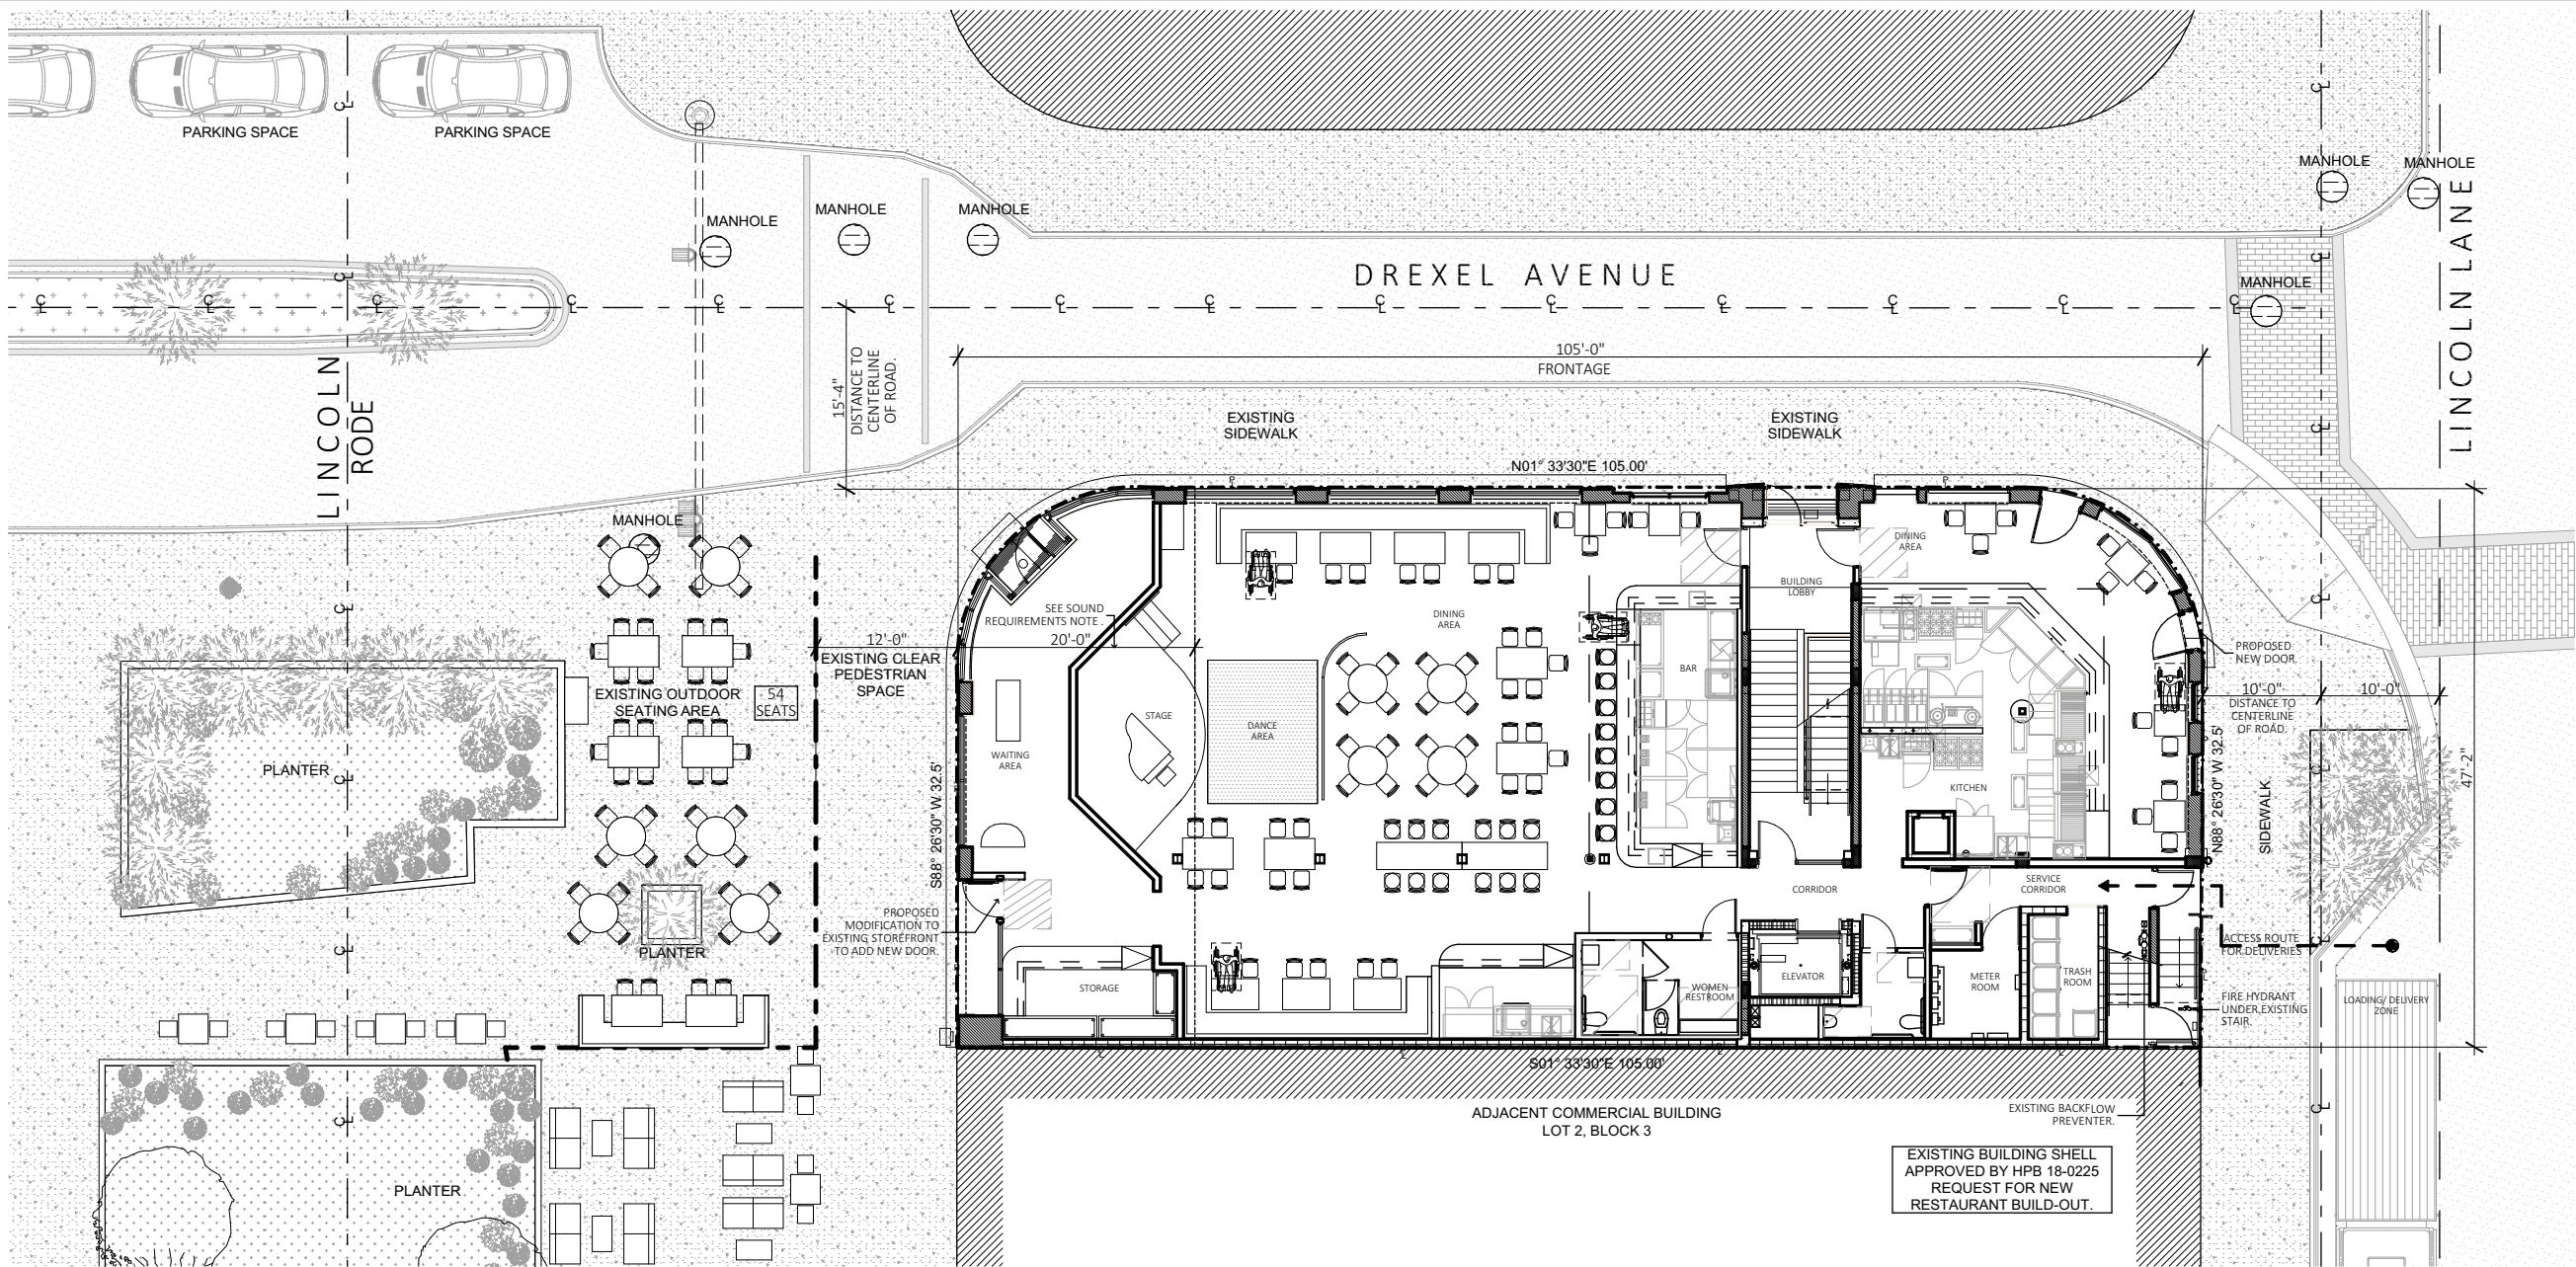 PARKING SPACE
PARKING SPACE
MANHOLE
MANHOLE
MANHOLE
MANHOLE
MANHOLE
MANHOLE
DREXEL AVENUE
LINCOLN LANE
LINCOLN
RODE
15'-4"
DISTANCE TO
CENTERLINE
OF ROAD.
105'-0"
FRONTAGE
EXISTING
SIDEWALK
EXISTING
SIDEWALK
N01° 33'30"E 105.00'
MANHOLE
SEE SOUND
REQUIREMENTS NOTE .
12'-0"
20'-0"
EXISTING CLEAR
PEDESTRIAN
SPACE
EXISTING OUTDOOR
SEATING AREA
54
SEATS
PLANTER
PLANTER
PLANTER
WAITING
AREA
STAGE
DANCE
AREA
DINING
AREA
BAR
BUILDING
LOBBY
DINING
AREA
KITCHEN
PROPOSED
NEW DOOR.
10'-0"
10'-0"
DISTANCE TO
CENTERLINE
OF ROAD.
S88° 26'30" W 32.5'
N88° 26'30" W 32.5'
SIDEWALK
47'-2"
PROPOSED
MODIFICATION TO
EXISTING STOREFRONT
TO ADD NEW DOOR.
STORAGE
WOMEN
RESTROOM
ELEVATOR
CORRIDOR
SERVICE
CORRIDOR
METER
ROOM
TRASH
ROOM
ACCESS ROUTE
FOR DELIVERIES
FIRE HYDRANT
UNDER EXISTING
STAIR.
LOADING/ DELIVERY
ZONE
S01° 33'30"E 105.00'
ADJACENT COMMERCIAL BUILDING
LOT 2, BLOCK 3
EXISTING BACKFLOW
PREVENTER.
EXISTING BUILDING SHELL
APPROVED BY HPB 18-0225
REQUEST FOR NEW
RESTAURANT BUILD-OUT.